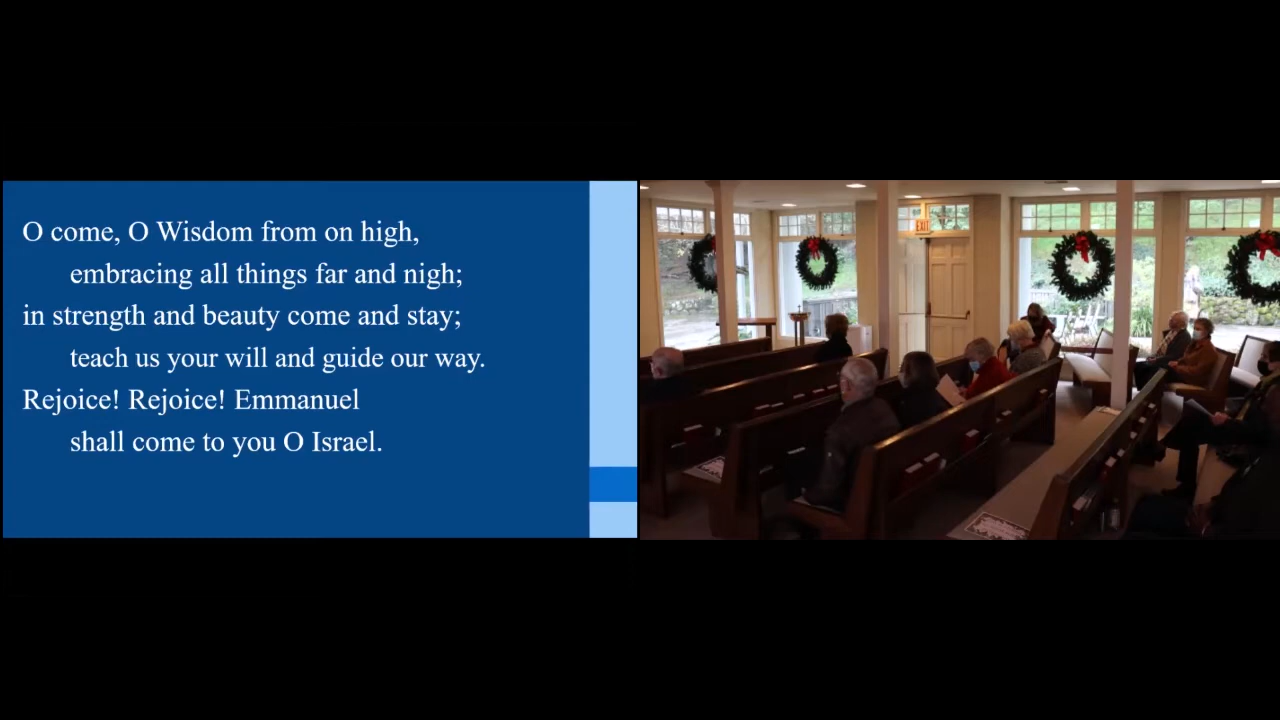 O come, O Wisdom from on high,
embracing all things far and nigh;
in strength and beauty come and stay;
teach us your will and guide our way.
Rejoice! Rejoice! Emmanuel
shall come to you O Israel.
EXIT